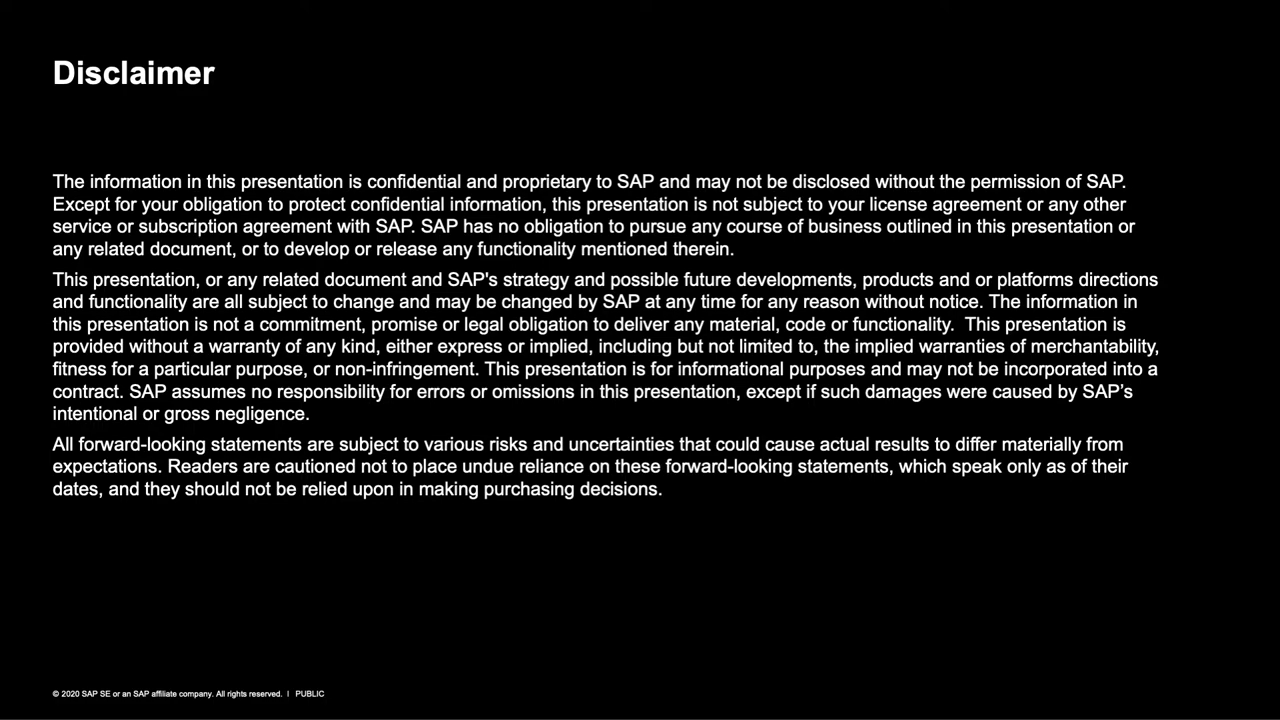 Disclaimer
The information in this presentation is confidential and proprietary to SAP and may not be disclosed without the permission of SAP.
Except for your obligation to protect confidential information, this presentation is not subject to your license agreement or any other
service or subscription agreement with SAP. SAP has no obligation to pursue any course of business outlined in this presentation or
any related document, or to develop or release any functionality mentioned therein.
This presentation, or any related document and SAP's strategy and possible future developments, products and or platforms directions
and functionality are all subject to change and may be changed by SAP at any time for any reason without notice. The information in
this presentation is not a commitment, promise or legal obligation to deliver any material, code or functionality.  This presentation is
provided without a warranty of any kind, either express or implied, including but not limited to, the implied warranties of merchantability,
fitness for a particular purpose, or non-infringement. This presentation is for informational purposes and may not be incorporated into a
contract. SAP assumes no responsibility for errors or omissions in this presentation, except if such damages were caused by SAP’s
intentional or gross negligence.
All forward-looking statements are subject to various risks and uncertainties that could cause actual results to differ materially from
expectations. Readers are cautioned not to place undue reliance on these forward-looking statements, which speak only as of their
dates, and they should not be relied upon in making purchasing decisions.
© 2020 SAP SE or an SAP affiliate company. All rights reserved. | PUBLIC